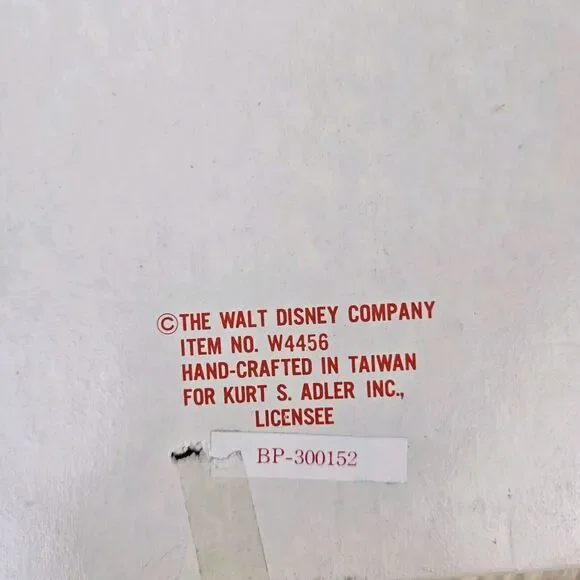 ©THE WALT DISNEY COMPANY
ITEM NO. W4456
HAND-CRAFTED IN TAIWAN
FOR KURT S. ADLER INC.,
LICENSEE
BP-300152